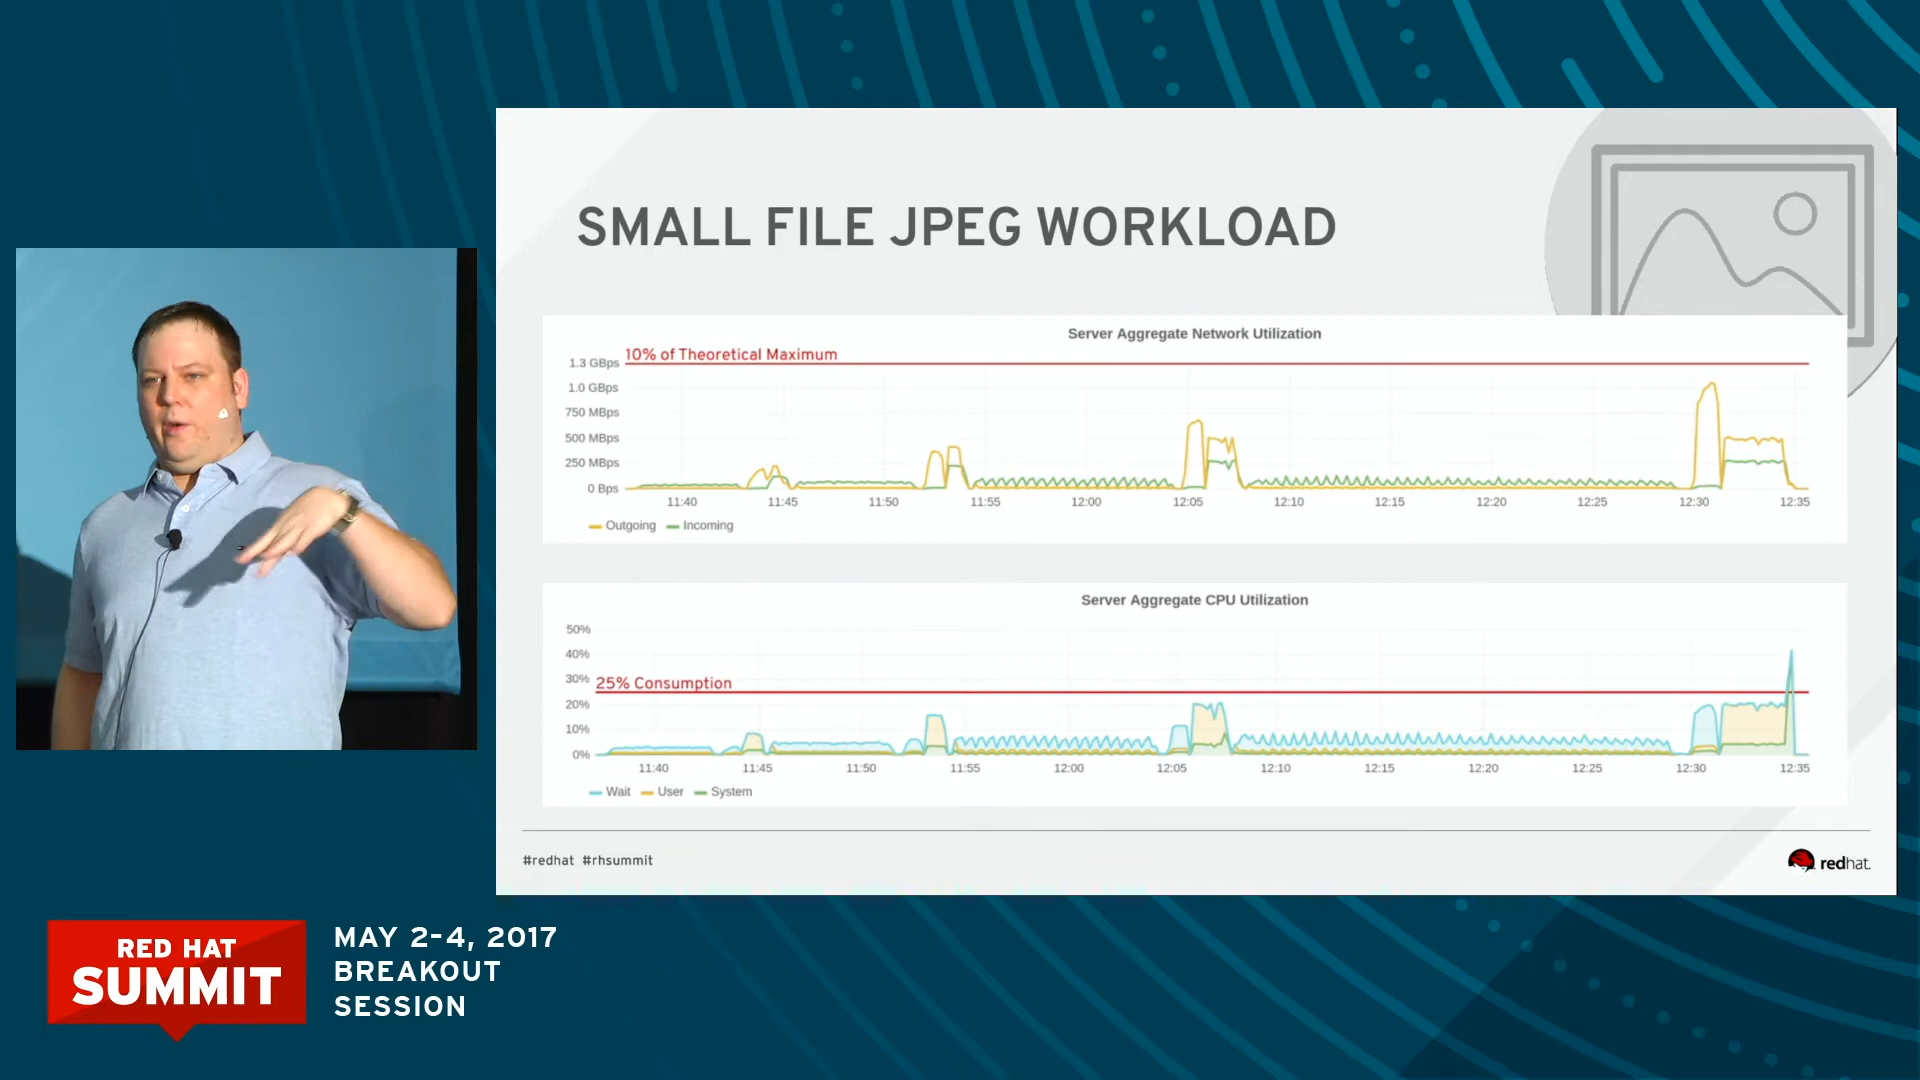 SMALL FILE JPEG WORKLOAD
Server Aggregate Network Utilization
10% of Theoretical Maximum
1.3 GBps
1.0 GBps
750 MBps
500 MBps
250 MBps
0 Bps
11:40 11:45 11:50 11:55 12:00 12:05 12:10 12:15 12:20 12:25 12:30 12:35
Outgoing Incoming
Server Aggregate CPU Utilization
50%
40%
30%
25% Consumption
20%
10%
0%
11:40 11:45 11:50 11:55 12:00 12:05 12:10 12:15 12:20 12:25 12:30 12:35
Wait User System
#redhat #rhsummit
redhat.
RED HAT
SUMMIT
MAY 2-4, 2017
BREAKOUT
SESSION